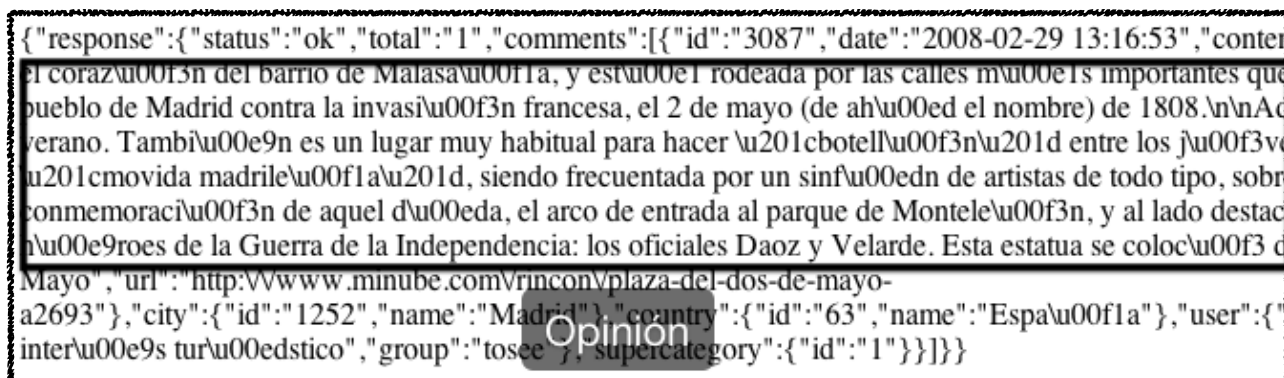 {"response":{"status":"ok","total":"1","comments":[{"id":"3087","date":"2008-02-29 13:16:53","conter
el coraz\u00f3n del barrio de Malasa\u00f1a, y est\u00e1 rodeada por las calles m\u00e1s importantes que
pueblo de Madrid contra la invasi\u00f3n francesa, el 2 de mayo (de ah\u00ed el nombre) de 1808.\n\nAd
verano. Tambi\u00e9n es un lugar muy habitual para hacer \u201cbotell\u00f3n\u201d entre los j\u00f3ve
\u201cmovida madrile\u00f1a\u201d, siendo frecuentada por un sinf\u00edn de artistas de todo tipo, sobre
conmemoraci\u00f3n de aquel d\u00eda, el arco de entrada al parque de Montele\u00f3n, y al lado destac
h\u00e9roes de la Guerra de la Independencia: los oficiales Daoz y Velarde. Esta estatua se coloc\u00f3 d
Mayo","url":"http:\/\/www.minube.com\/rincon\/plaza-del-dos-de-mayo-
a2693"},"city":{"id":"1252","name":"Madrid"},"country":{"id":"63","name":"Espa\u00f1a"},"user":{"
inter\u00e9s tur\u00edstico","group":"tosee"},"supercategory":{"id":"1"}}]}}
Opinión